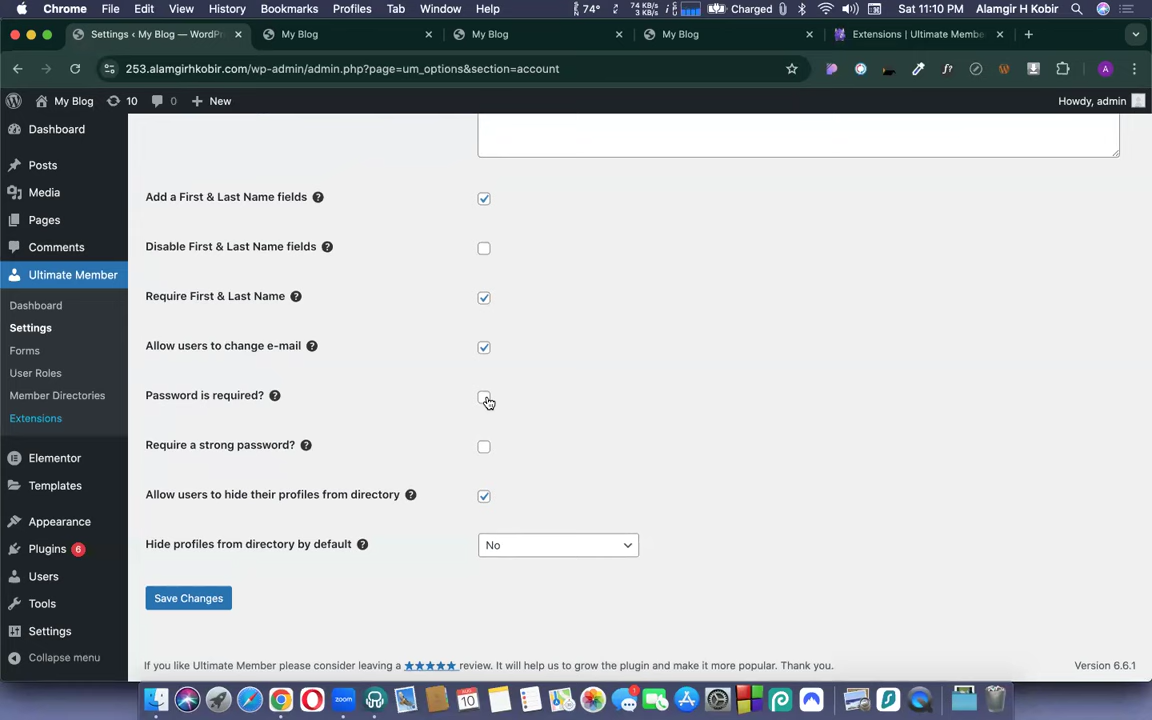 Chrome File Edit View History Bookmarks Profiles Tab Window Help 74° 74 KB/s 3 KB/s Charged Sat 11:10 PM Alamgir H Kobir
Settings ‹ My Blog — WordPr My Blog My Blog My Blog Extensions | Ultimate Membe
253.alamgirhkobir.com/wp-admin/admin.php?page=um_options&section=account A
My Blog 10 0 New Howdy, admin
Dashboard
Posts
Media
Pages
Comments
Ultimate Member
Dashboard
Settings
Forms
User Roles
Member Directories
Extensions
Elementor
Templates
Appearance
Plugins 6
Users
Tools
Settings
Collapse menu
Add a First & Last Name fields
Disable First & Last Name fields
Require First & Last Name
Allow users to change e-mail
Password is required?
Require a strong password?
Allow users to hide their profiles from directory
Hide profiles from directory by default No
Save Changes
If you like Ultimate Member please consider leaving a ★★★★★ review. It will help us to grow the plugin and make it more popular. Thank you. Version 6.6.1
zoom 10 1